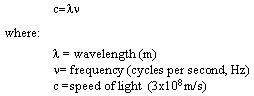 c=λν
where:
λ = wavelength (m)
ν= frequency (cycles per second, Hz)
c =speed of light (3x10⁸m/s)